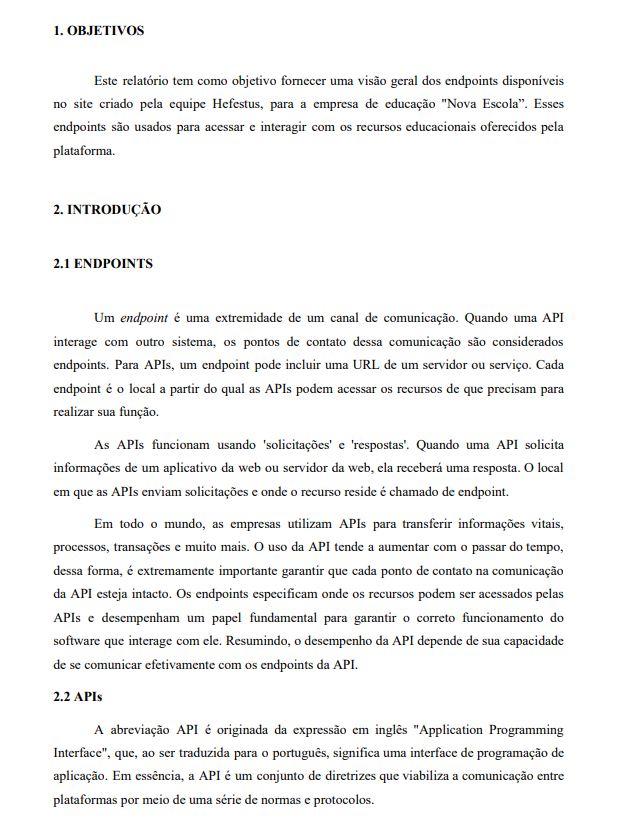 1. OBJETIVOS
Este relatório tem como objetivo fornecer uma visão geral dos endpoints disponíveis
no site criado pela equipe Hefestus, para a empresa de educação "Nova Escola”. Esses
endpoints são usados para acessar e interagir com os recursos educacionais oferecidos pela
plataforma.
2. INTRODUÇÃO
2.1 ENDPOINTS
Um endpoint é uma extremidade de um canal de comunicação. Quando uma API
interage com outro sistema, os pontos de contato dessa comunicação são considerados
endpoints. Para APIs, um endpoint pode incluir uma URL de um servidor ou serviço. Cada
endpoint é o local a partir do qual as APIs podem acessar os recursos de que precisam para
realizar sua função.
As APIs funcionam usando 'solicitações' e 'respostas'. Quando uma API solicita
informações de um aplicativo da web ou servidor da web, ela receberá uma resposta. O local
em que as APIs enviam solicitações e onde o recurso reside é chamado de endpoint.
Em todo o mundo, as empresas utilizam APIs para transferir informações vitais,
processos, transações e muito mais. O uso da API tende a aumentar com o passar do tempo,
dessa forma, é extremamente importante garantir que cada ponto de contato na comunicação
da API esteja intacto. Os endpoints especificam onde os recursos podem ser acessados pelas
APIs e desempenham um papel fundamental para garantir o correto funcionamento do
software que interage com ele. Resumindo, o desempenho da API depende de sua capacidade
de se comunicar efetivamente com os endpoints da API.
2.2 APIs
A abreviação API é originada da expressão em inglês "Application Programming
Interface", que, ao ser traduzida para o português, significa uma interface de programação de
aplicação. Em essência, a API é um conjunto de diretrizes que viabiliza a comunicação entre
plataformas por meio de uma série de normas e protocolos.